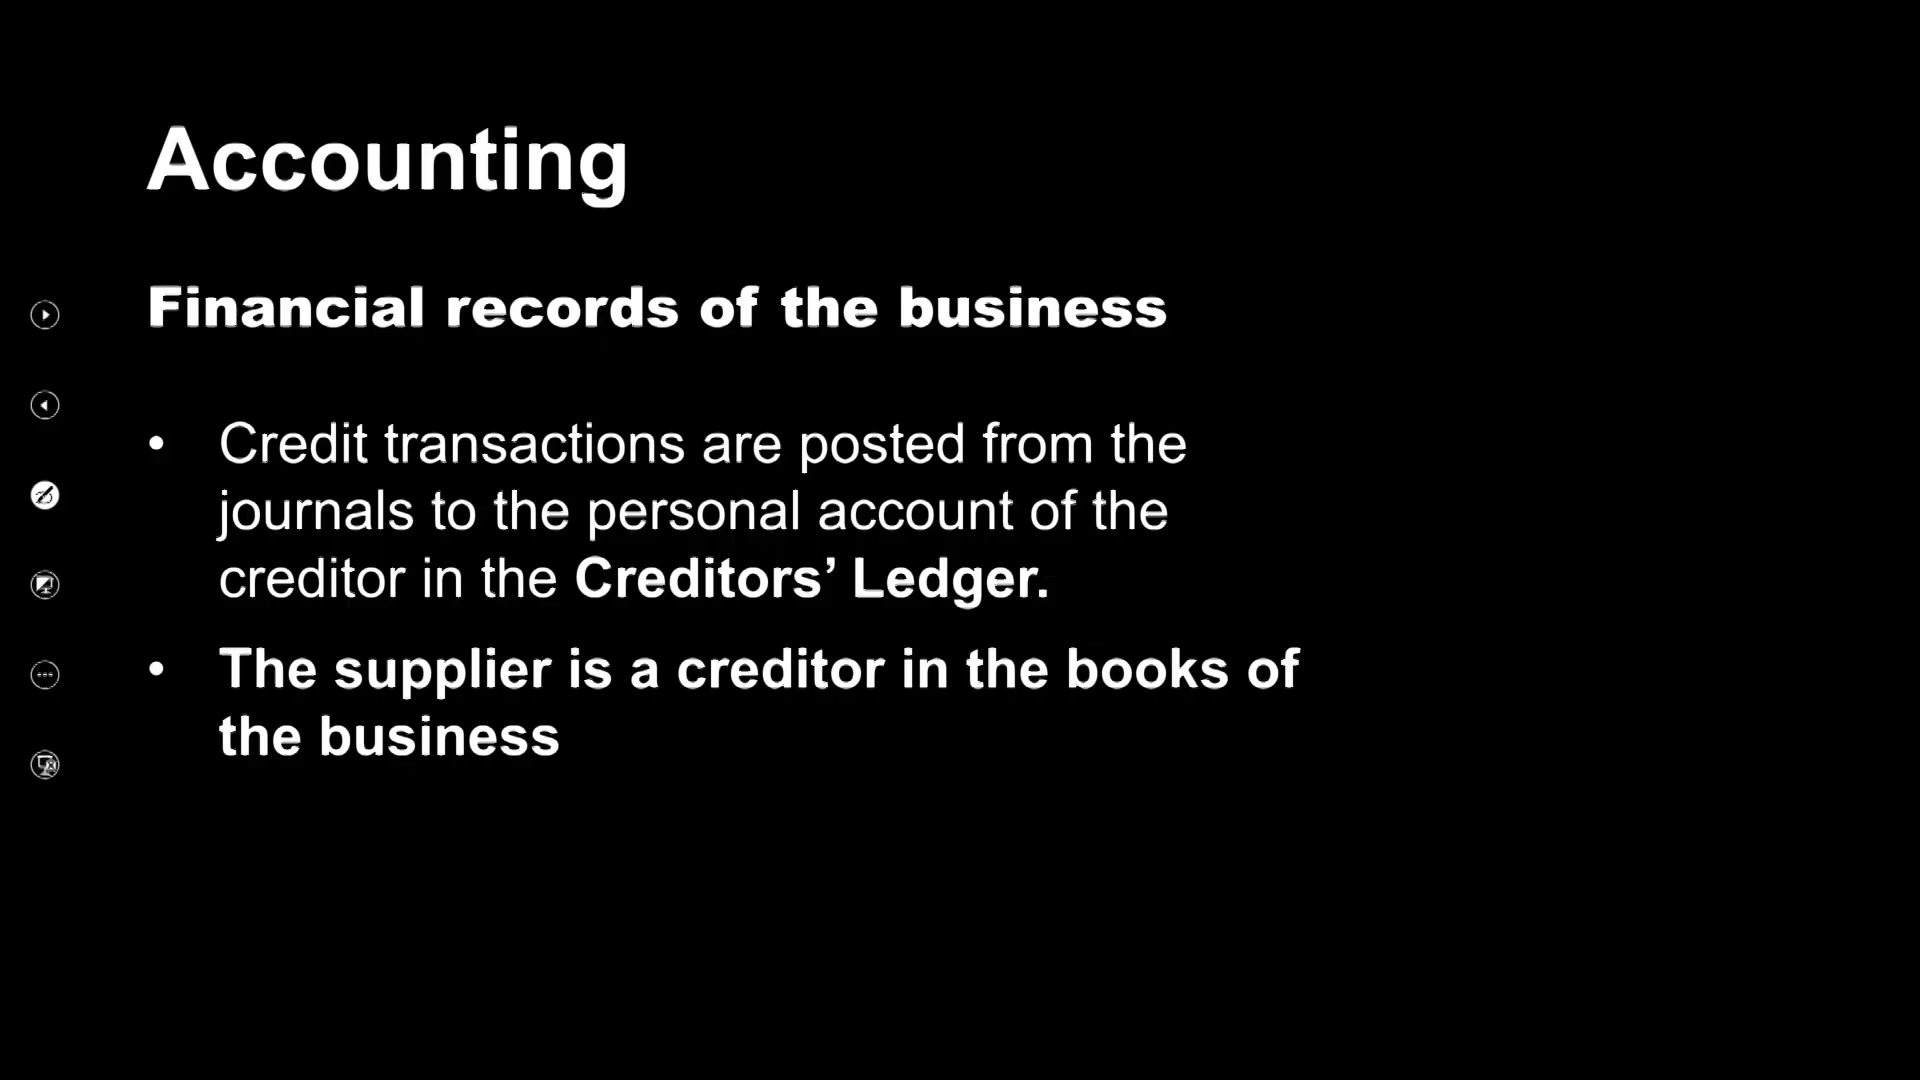 Accounting
Financial records of the business
• Credit transactions are posted from the
journals to the personal account of the
creditor in the Creditors’ Ledger.
• The supplier is a creditor in the books of
the business